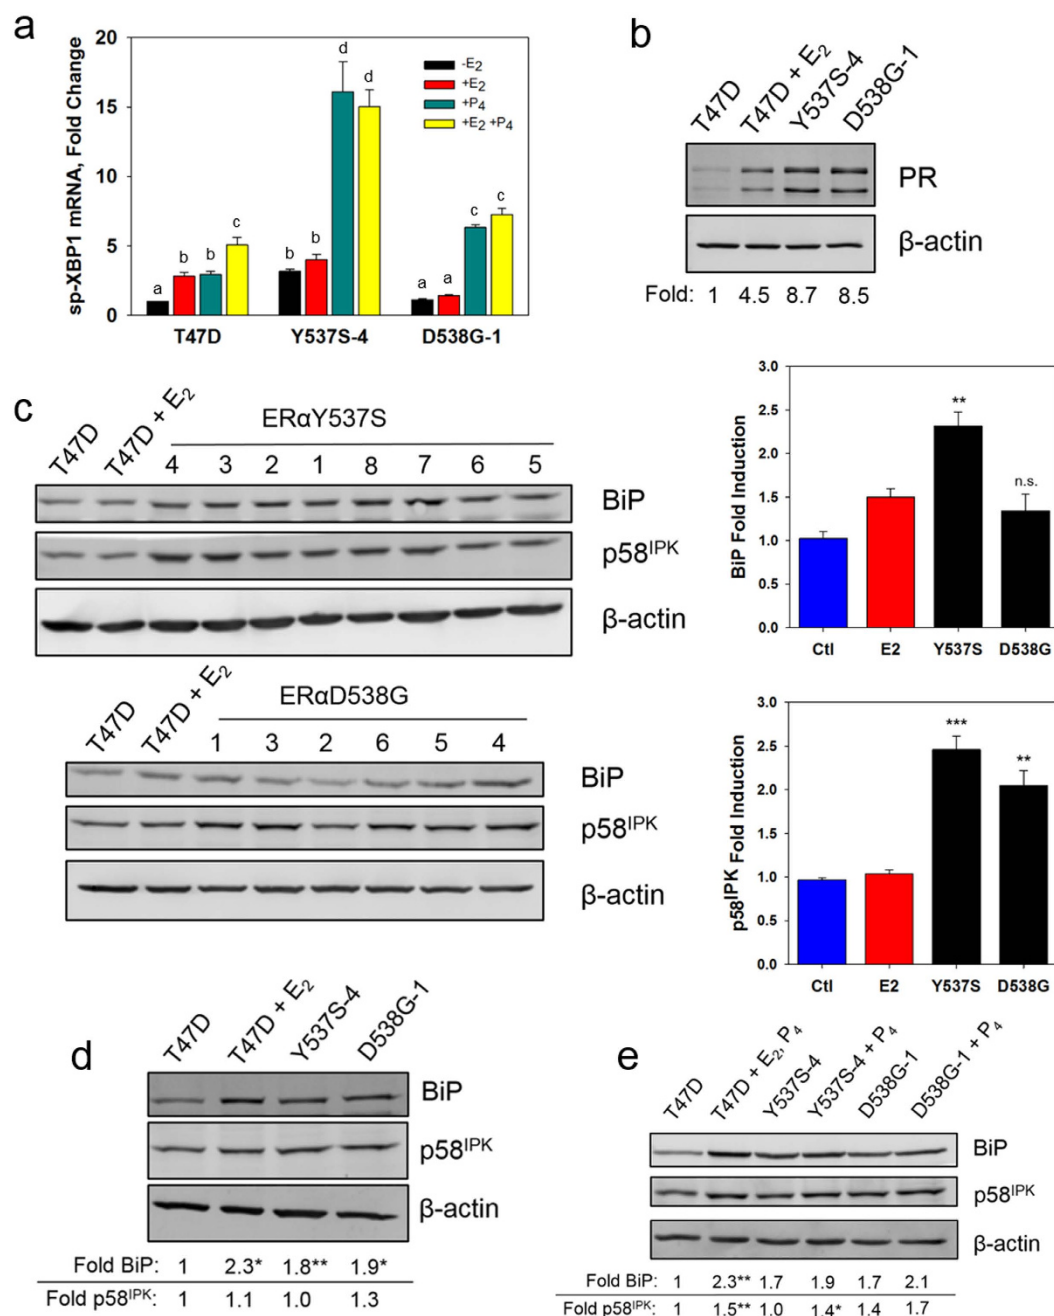 a
20
15
10
5
0
sp-XBP1 mRNA, Fold Change
-E2
+E2
+P4
+E2 +P4
a b b c
b b d d
a a c c
T47D Y537S-4 D538G-1
b
T47D T47D + E2 Y537S-4 D538G-1
PR
β-actin
Fold: 1 4.5 8.7 8.5
c
T47D T47D + E2
ERαY537S
4 3 2 1 8 7 6 5
BiP
p58IPK
β-actin
T47D T47D + E2
ERαD538G
1 3 2 6 5 4
BiP
p58IPK
β-actin
BiP Fold Induction
3.0
2.5
2.0
1.5
1.0
0.5
0.0
**
n.s.
Ctl E2 Y537S D538G
p58IPK Fold Induction
3.0
2.5
2.0
1.5
1.0
0.5
0.0
***
**
Ctl E2 Y537S D538G
d
T47D T47D + E2 Y537S-4 D538G-1
BiP
p58IPK
β-actin
Fold BiP: 1 2.3* 1.8** 1.9*
Fold p58IPK: 1 1.1 1.0 1.3
e
T47D T47D + E2, P4 Y537S-4 Y537S-4 + P4 D538G-1 D538G-1 + P4
BiP
p58IPK
β-actin
Fold BiP: 1 2.3** 1.7 1.9 1.7 2.1
Fold p58IPK: 1 1.5** 1.0 1.4* 1.4 1.7